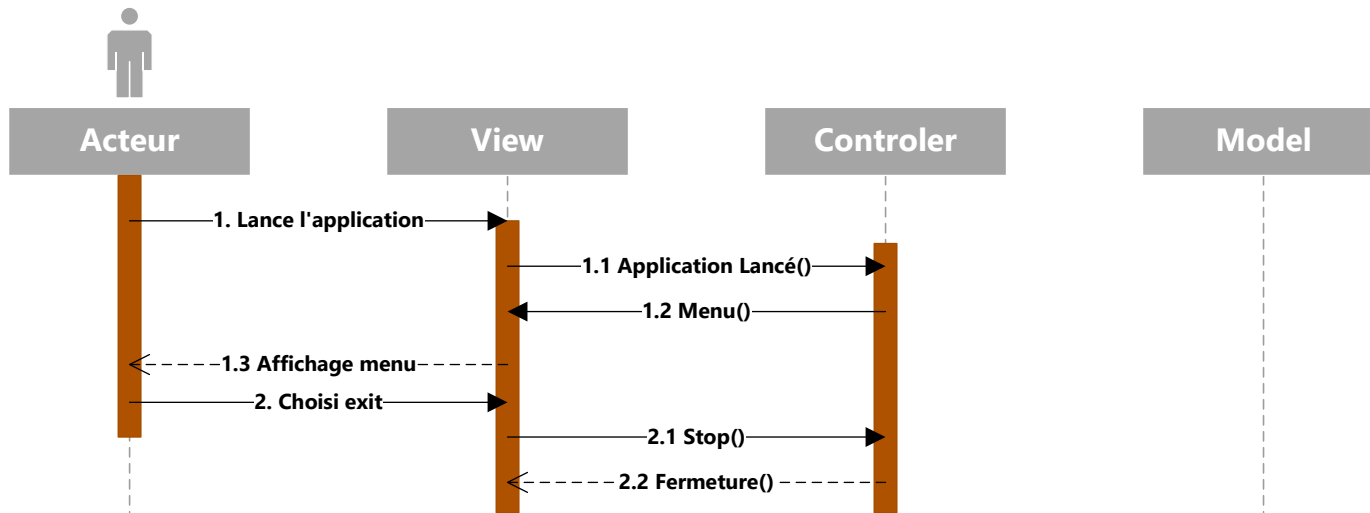 Acteur
View
Controler
Model
1. Lance l'application
1.1 Application Lancé()
1.2 Menu()
1.3 Affichage menu
2. Choisi exit
2.1 Stop()
2.2 Fermeture()